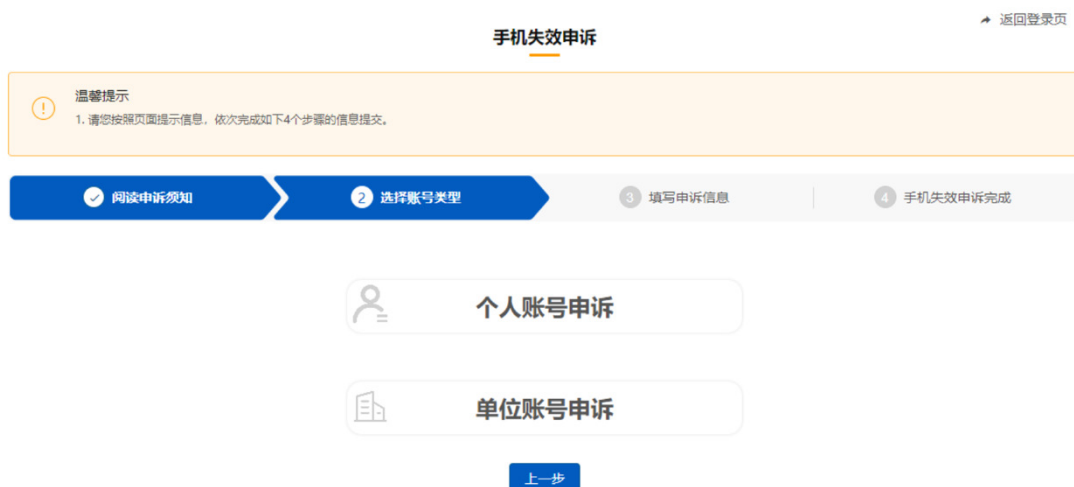 返回登录页
手机失效申诉
温馨提示
1. 请您按照页面提示信息，依次完成如下4个步骤的信息提交。
阅读申诉须知
2 选择账号类型
3 填写申诉信息
4 手机失效申诉完成
个人账号申诉
单位账号申诉
上一步